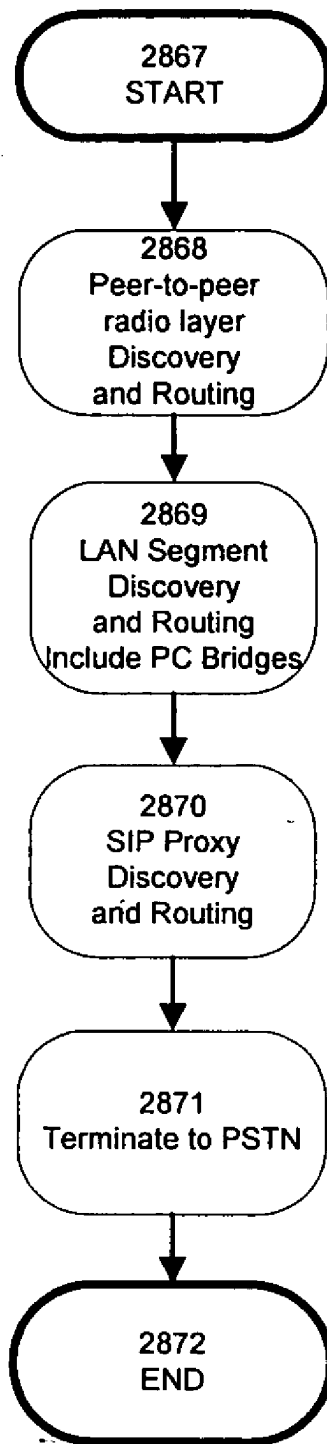 2867
START
2868
Peer-to-peer
radio layer
Discovery
and Routing
2869
LAN Segment
Discovery
and Routing
Include PC Bridges
2870
SIP Proxy
Discovery
and Routing
2871
Terminate to PSTN
2872
END